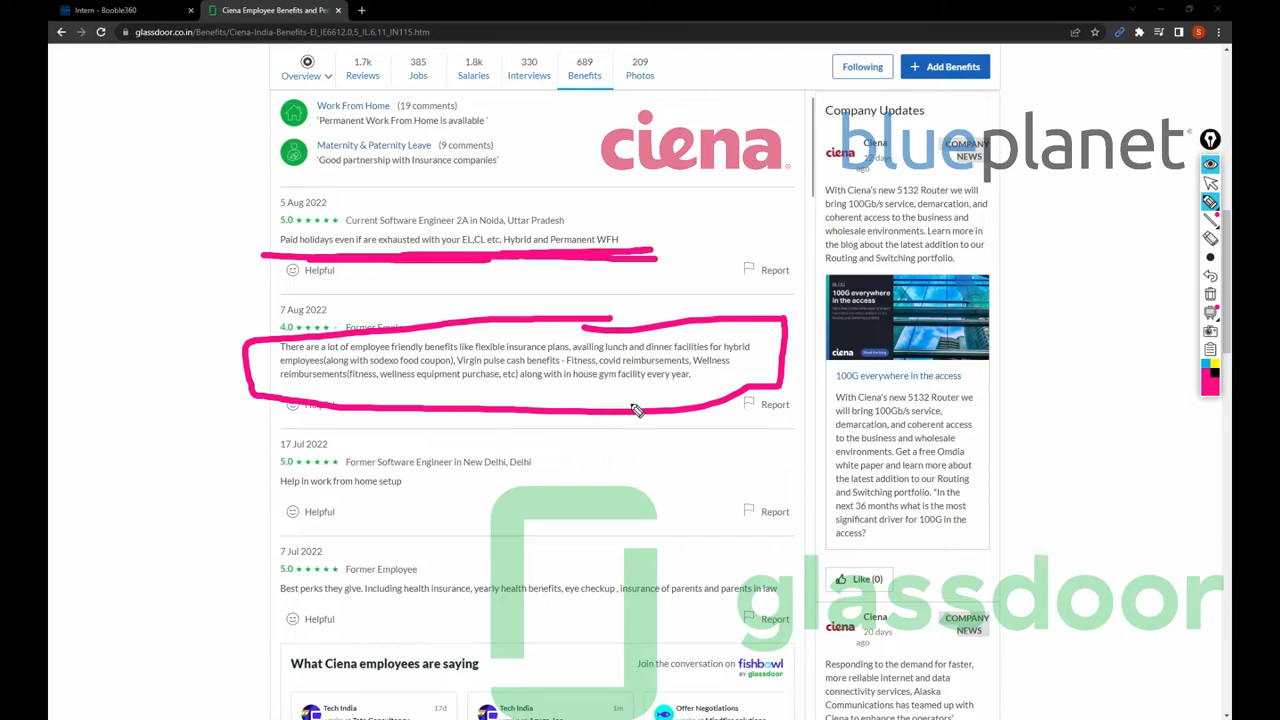 Intern - Booble360
Ciena Employee Benefits and Pe
glassdoor.co.in/Benefits/Ciena-India-Benefits-EI_IE6612.0.5_IL.6,11_IN115.htm
S
Overview
1.7k
Reviews
385
Jobs
1.8k
Salaries
330
Interviews
689
Benefits
209
Photos
Following
+ Add Benefits
Work From Home (19 comments)
'Permanent Work From Home is available '
Maternity & Paternity Leave (9 comments)
'Good partnership with Insurance companies'
ciena
blueplanet
5 Aug 2022
5.0 ★★★★★ Current Software Engineer 2A in Noida, Uttar Pradesh
Paid holidays even if are exhausted with your EL,CL etc. Hybrid and Permanent WFH
Helpful
Report
7 Aug 2022
4.0 ★★★★★ Former
There are a lot of employee friendly benefits like flexible insurance plans, availing lunch and dinner facilities for hybrid
employees(along with sodexo food coupon), Virgin pulse cash benefits - Fitness, covid reimbursements, Wellness
reimbursements(fitness, wellness equipment purchase, etc) along with in house gym facility every year.
Helpful
Report
17 Jul 2022
5.0 ★★★★★ Former Software Engineer in New Delhi, Delhi
Help in work from home setup
Helpful
Report
7 Jul 2022
5.0 ★★★★★ Former Employee
Best perks they give. Including health insurance, yearly health benefits, eye checkup , insurance of parents and parents in law
Helpful
Report
glassdoor
What Ciena employees are saying
Join the conversation on fishbowl
BY glassdoor
Tech India
17d
Tech India
1m
Offer Negotiations
Company Updates
ciena
Ciena
COMPANY
NEWS
ago
With Ciena's new 5132 Router we will
bring 100Gb/s service, demarcation, and
coherent access to the business and
wholesale environments. Learn more in
the blog about the latest addition to our
Routing and Switching portfolio.
BLOG
100G everywhere
in the access
ciena
Read the blog
100G everywhere in the access
With Ciena's new 5132 Router we
will bring 100Gb/s service,
demarcation, and coherent access
to the business and wholesale
environments. Get a free Omdia
white paper and learn more about
the latest addition to our Routing
and Switching portfolio. "In the
next 36 months what is the most
significant driver for 100G in the
access?
Like (0)
ciena
Ciena
20 days
ago
COMPANY
NEWS
Responding to the demand for faster,
more reliable internet and data
connectivity services, Alaska
Communications has teamed up with
Ciena to enhance the operators'